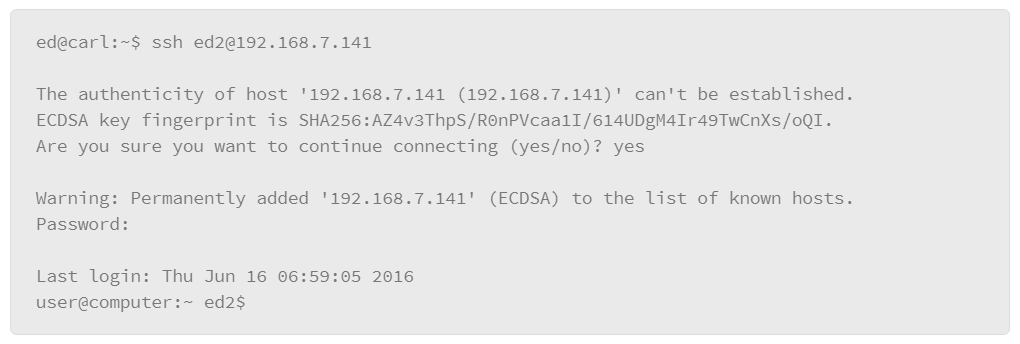 ed@carl:~$ ssh ed2@192.168.7.141
The authenticity of host '192.168.7.141 (192.168.7.141)' can't be established.
ECDSA key fingerprint is SHA256:AZ4v3ThpS/R0nPVcaa1I/614UDgM4Ir49TwCnXs/oQI.
Are you sure you want to continue connecting (yes/no)? yes
Warning: Permanently added '192.168.7.141' (ECDSA) to the list of known hosts.
Password:
Last login: Thu Jun 16 06:59:05 2016
user@computer:~ ed2$